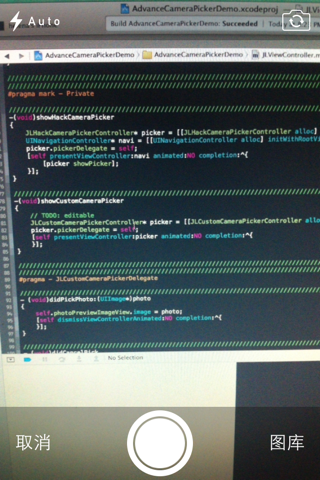 AdvanceCameraPickerDemo.xcodeproj
Auto
Build AdvanceCameraPickerDemo: Succeeded Today
AdvanceCameraPickerDemo AdvanceCameraPickerDemo JLViewController.m
////////////////////////////////////////////////////////////
#pragma mark - Private
////////////////////////////////////////////////////////////
-(void)showHackCameraPicker
{
JLHackCameraPickerController* picker = [[JLHackCameraPickerController alloc]
UINavigationController* navi = [[UINavigationController alloc] initWithRoot
picker.pickerDelegate = self;
[self presentViewController:navi animated:NO completion:^{
[picker showPicker];
}];
}
////////////////////////////////////////////////////////////
-(void)showCustomCameraPicker
{
// TODO: editable
JLCustomCameraPickerController* picker = [[JLCustomCameraPickerController allo
picker.pickerDelegate = self;
[self presentViewController:picker animated:NO completion:^{
}];
}
////////////////////////////////////////////////////////////
#pragma - JLCustomCameraPickerDelegate
////////////////////////////////////////////////////////////
- (void)didPickPhoto:(UIImage*)photo
{
self.photoPreviewImageView.image = photo;
[self dismissViewControllerAnimated:NO completion:^{
}];
}
////////////////////////////////////////////////////////////
No Selection
取消 图库